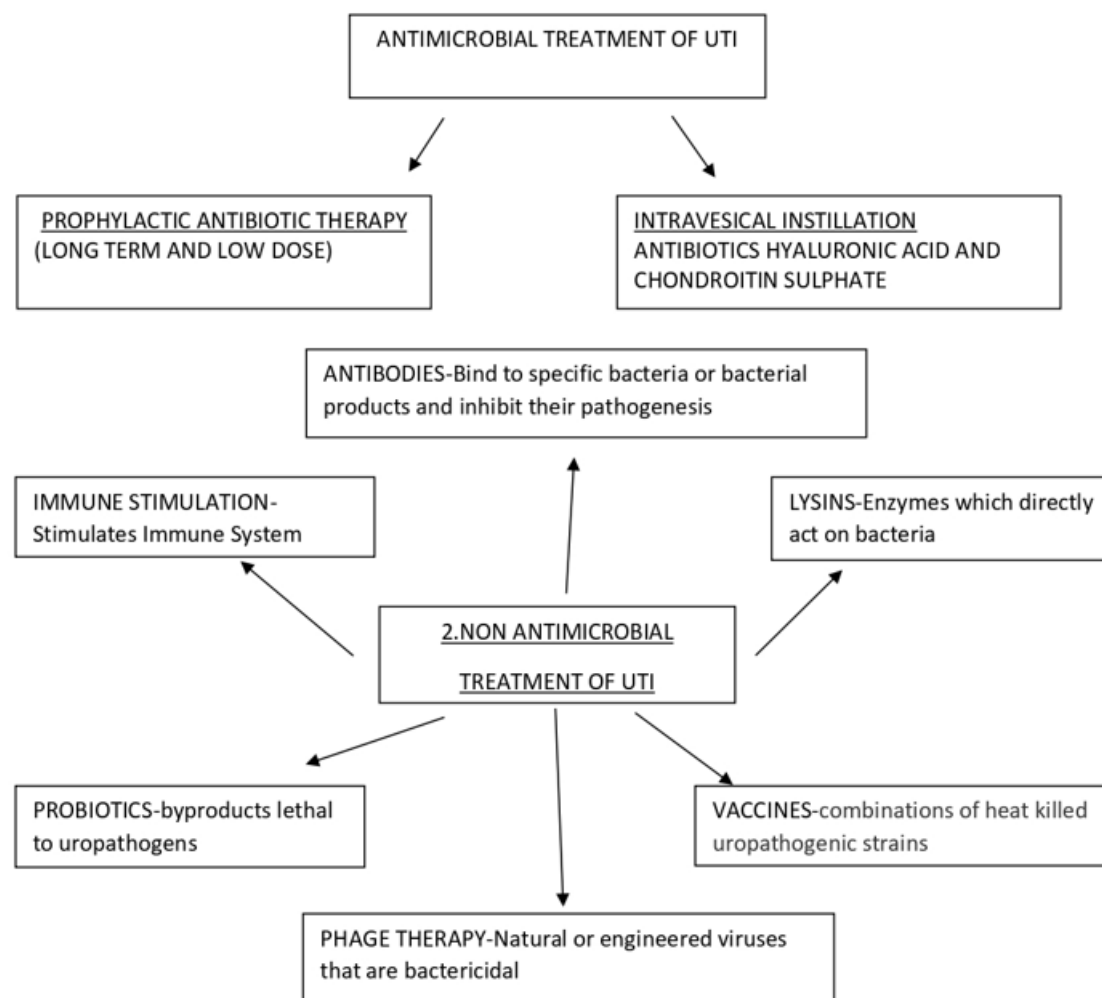 ANTIMICROBIAL TREATMENT OF UTI
PROPHYLACTIC ANTIBIOTIC THERAPY
(LONG TERM AND LOW DOSE)
INTRAVESICAL INSTILLATION
ANTIBIOTICS HYALURONIC ACID AND
CHONDROITIN SULPHATE
ANTIBODIES-Bind to specific bacteria or bacterial
products and inhibit their pathogenesis
IMMUNE STIMULATION-
Stimulates Immune System
LYSINS-Enzymes which directly
act on bacteria
2.NON ANTIMICROBIAL
TREATMENT OF UTI
PROBIOTICS-byproducts lethal
to uropathogens
VACCINES-combinations of heat killed
uropathogenic strains
PHAGE THERAPY-Natural or engineered viruses
that are bactericidal